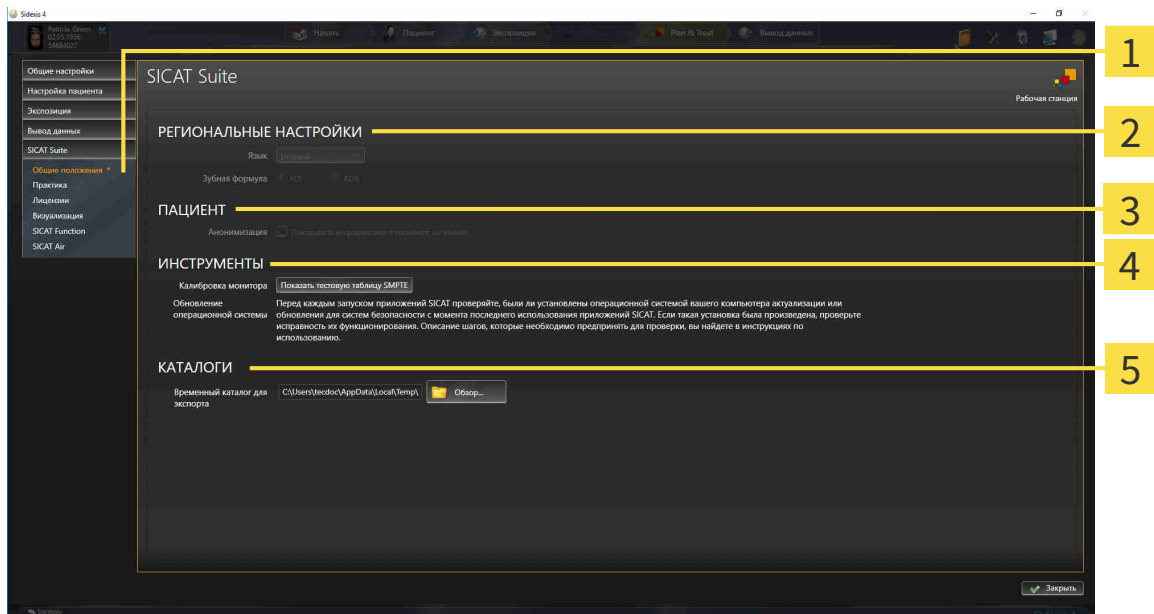 Sidexis 4
Patricia Green
02.05.1956
54684027
Начать
Пациент
Экспозиция
Plan & Treat
Вывод данных
1
Общие настройки
Настройка пациента
Экспозиция
Вывод данных
SICAT Suite
Общие положения *
Практика
Лицензии
Визуализация
SICAT Function
SICAT Air
SICAT Suite
Рабочая станция
РЕГИОНАЛЬНЫЕ НАСТРОЙКИ
2
Язык
русский
Зубная формула
FDI
ADA
ПАЦИЕНТ
3
Анонимизация
Показывать информацию о пациенте анонимно
ИНСТРУМЕНТЫ
4
Калибровка монитора
Показать тестовую таблицу SMPTE
Обновление
операционной системы
Перед каждым запуском приложений SICAT проверяйте, были ли установлены операционной системой вашего компьютера актуализации или
обновления для систем безопасности с момента последнего использования приложений SICAT. Если такая установка была произведена, проверьте
исправность их функционирования. Описание шагов, которые необходимо предпринять для проверки, вы найдете в инструкциях по
использованию.
КАТАЛОГИ
5
Временный каталог для
экспорта
C:\Users\tecdoc\AppData\Local\Temp\
Обзор...
Закрыть